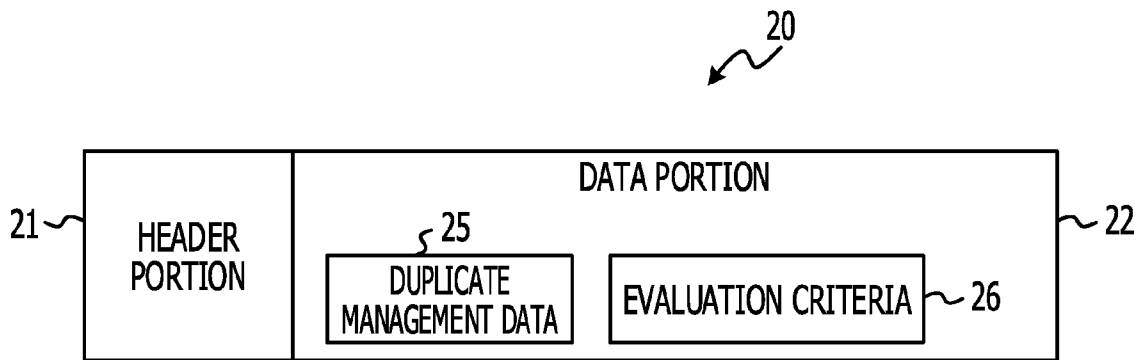 20
DATA PORTION
21
HEADER
PORTION
25
DUPLICATE
MANAGEMENT DATA
EVALUATION CRITERIA
26
22